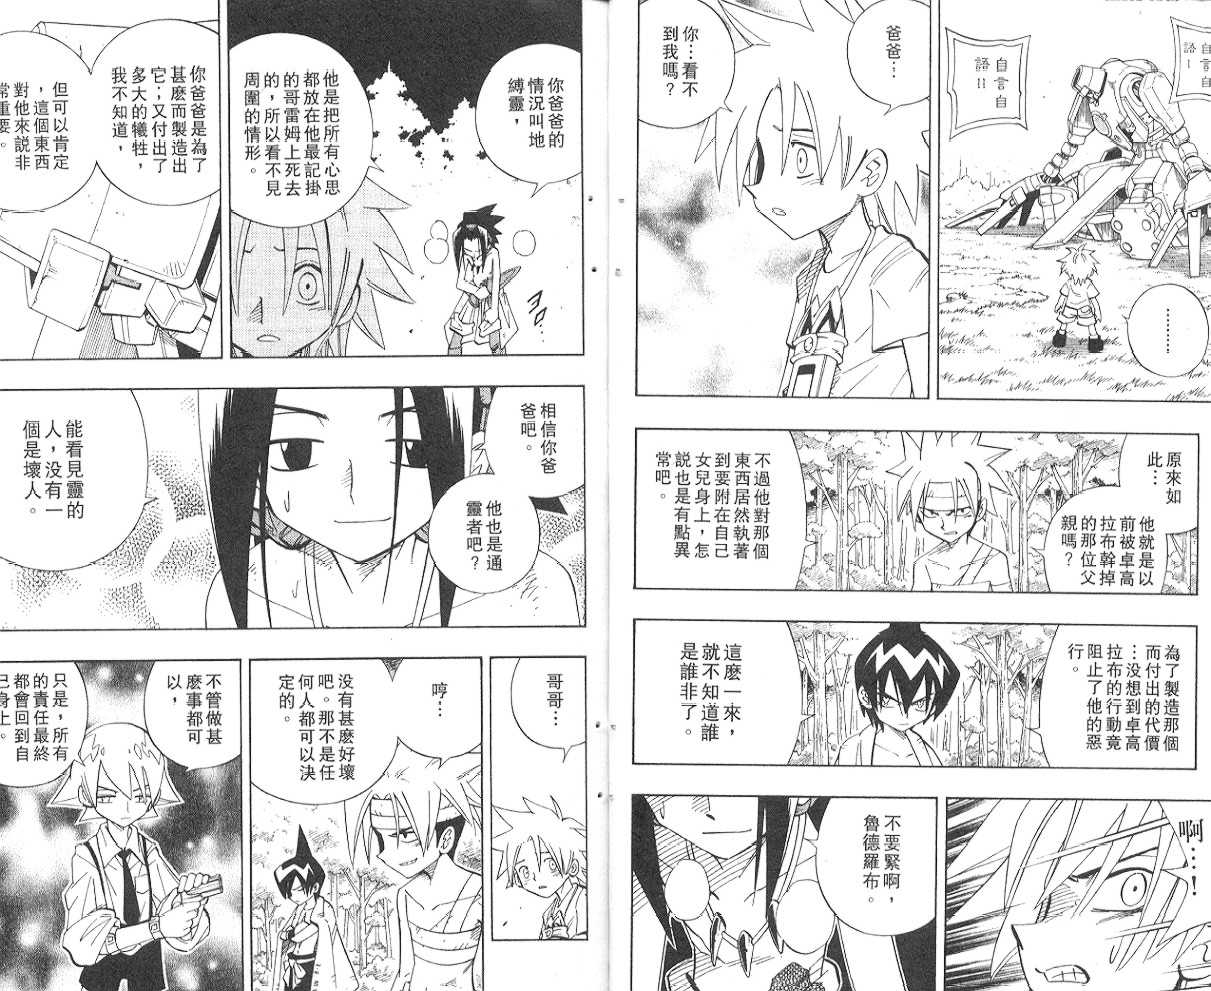 自言自
語——
自言自
語！！
………
爸爸…
你…看不
到我嗎？
原來如
此…
他就是以
前被卓高
拉布幹掉
的那位父
親嗎？
不過他對那個
東西居然執著
到要附在自己
女兒身上，怎
說也是有點異
常吧。
為了製造那個
而付出的代價
…沒想到卓高
拉布的行動竟
阻止了他的惡
行。
這麼一來，
就不知道誰
是誰非了。
啊…！
不要緊啊，
魯德羅布。
你爸爸的
情況叫地
縛靈，
他是把所有心思
都放在他最記掛
的哥雷姆上死去
的，所以看不見
周圍的情形。
你爸爸是為了
甚麼而製造出
它；又付出了
多大的犧牲，
我不知道，
但可以肯定
，這個東西
對他來說非
常重要。
相信你爸
爸吧。
他也是通
靈者吧？
能看見靈的
人，没有一
個是壞人。
哥哥…
哼…
没有甚麼好壞
吧。那不是任
何人都可以決
定的。
不管做甚
麼事都可
以，
只是，所有
的責任最終
都會回到自
己身上。